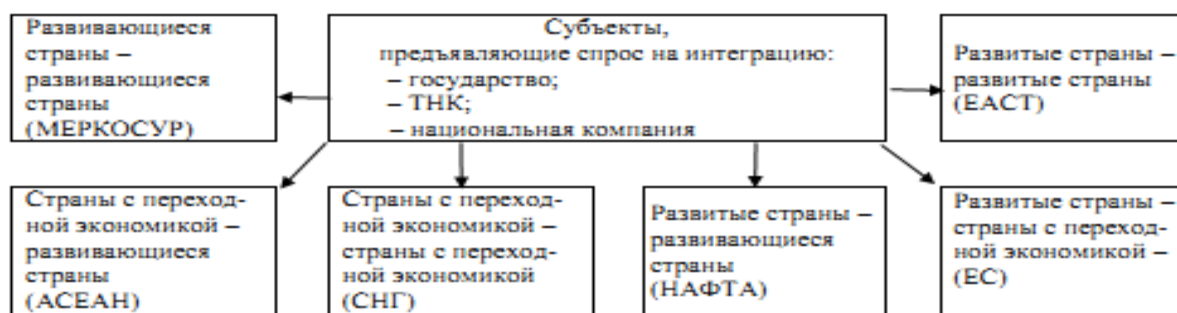 Развивающиеся
страны –
развивающиеся
страны
(МЕРКОСУР)
Субъекты,
предъявляющие спрос на интеграцию:
– государство;
– ТНК;
– национальная компания
Развитые страны –
развитые страны
(ЕАСТ)
Страны с переход-
ной экономикой –
развивающиеся
страны
(АСЕАН)
Страны с переход-
ной экономикой –
страны с переход-
ной экономикой
(СНГ)
Развитые страны –
развивающиеся
страны
(НАФТА)
Развитые страны –
страны с переход-
ной экономикой –
(ЕС)